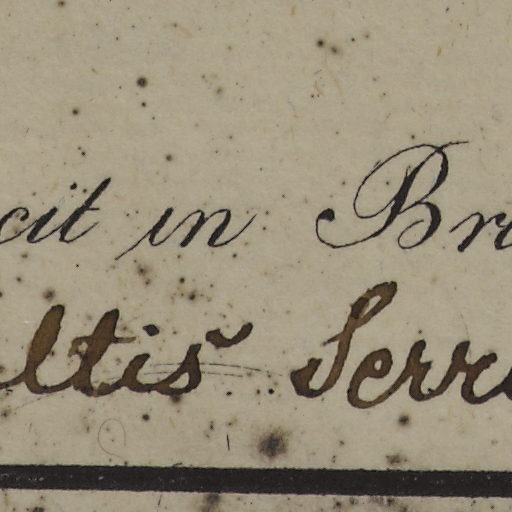 cit in Br
ltis Serr